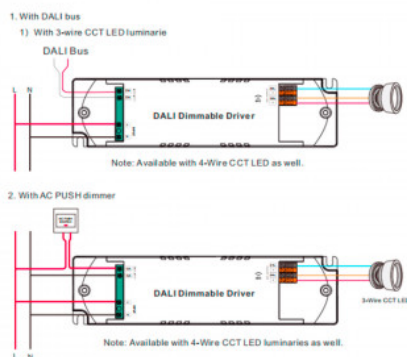 1. With DALI bus
1) With 3-wire CCT LED luminarie
DALI Bus
L N
DALI Dimmable Driver
Note: Available with 4-Wire CCT LED as well.
2. With AC PUSH dimmer
DALI Dimmable Driver
3-Wire CCT LED
Note: Available with 4-Wire CCT LED luminaries as well.
L N